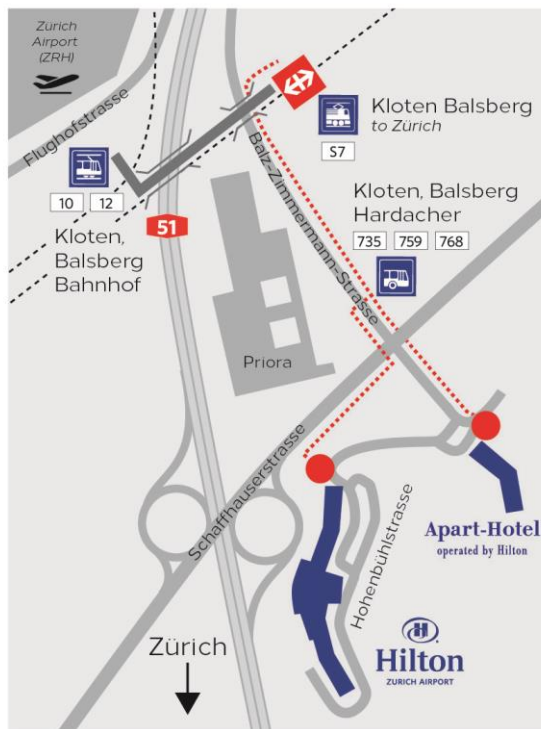 Zürich
Airport
(ZRH)
Flughofstrasse
Kloten Balsberg
to Zürich
S7
Balz-Zimmermann-Strasse
10 12
Kloten,
Balsberg
Bahnhof
51
Kloten, Balsberg
Hardacher
735 759 768
Priora
Schaffhauserstrasse
Hohenbühlstrasse
Apart-Hotel
operated by Hilton
Zürich
H
Hilton
ZURICH AIRPORT